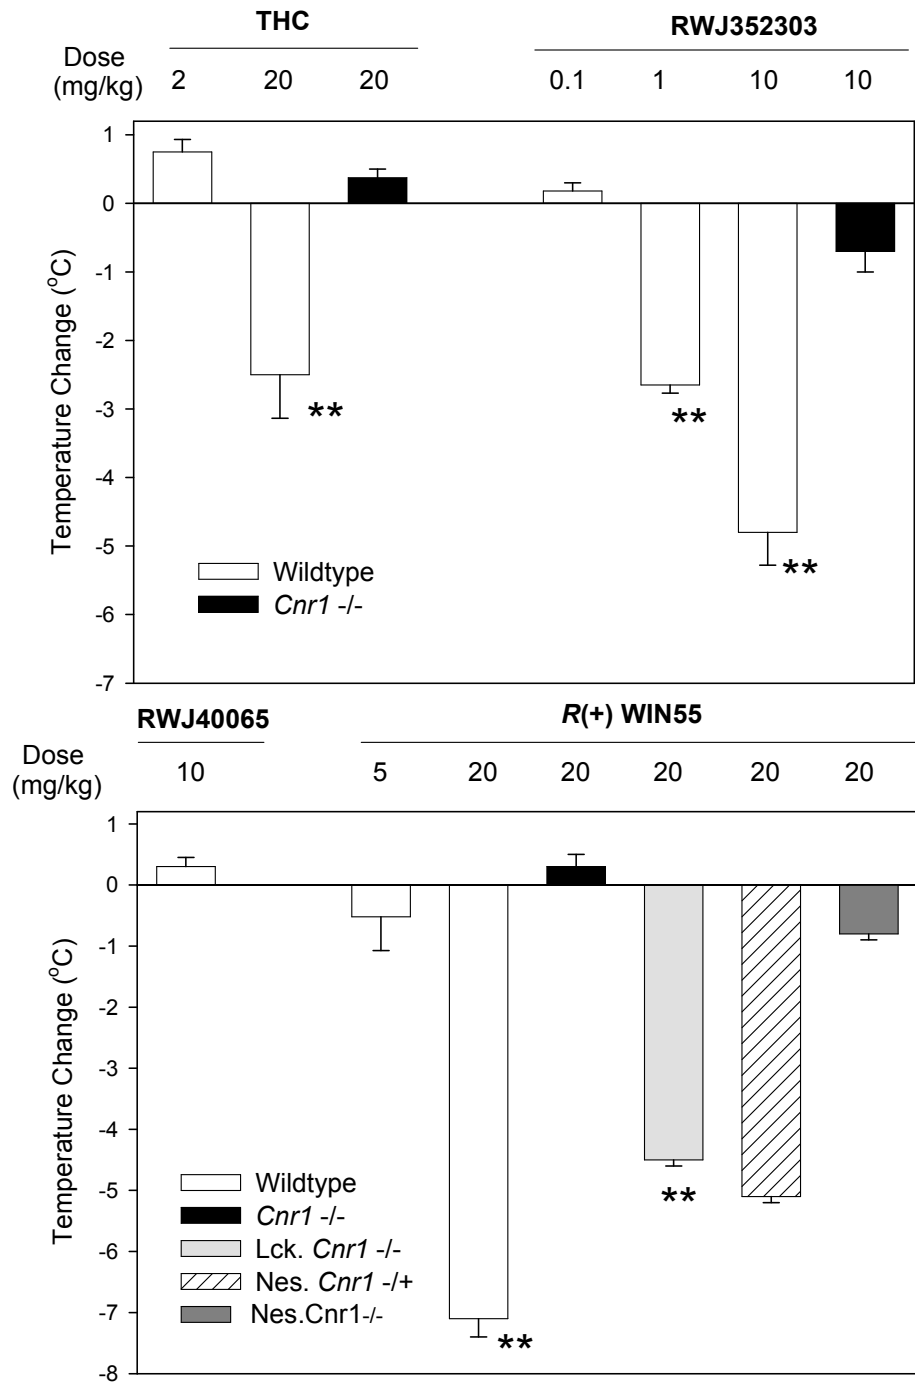 THC RWJ352303
Dose
(mg/kg) 2 20 20 0.1 1 10 10
1
0
-1
-2
-3
-4
-5
-6
-7
Temperature Change (°C)
**
**
**
Wildtype
Cnr1 -/-
RWJ40065 R(+) WIN55
Dose
(mg/kg) 10 5 20 20 20 20 20
1
0
-1
-2
-3
-4
-5
-6
-7
-8
Temperature Change (°C)
**
**
Wildtype
Cnr1 -/-
Lck. Cnr1 -/-
Nes. Cnr1 -/+
Nes.Cnr1-/-